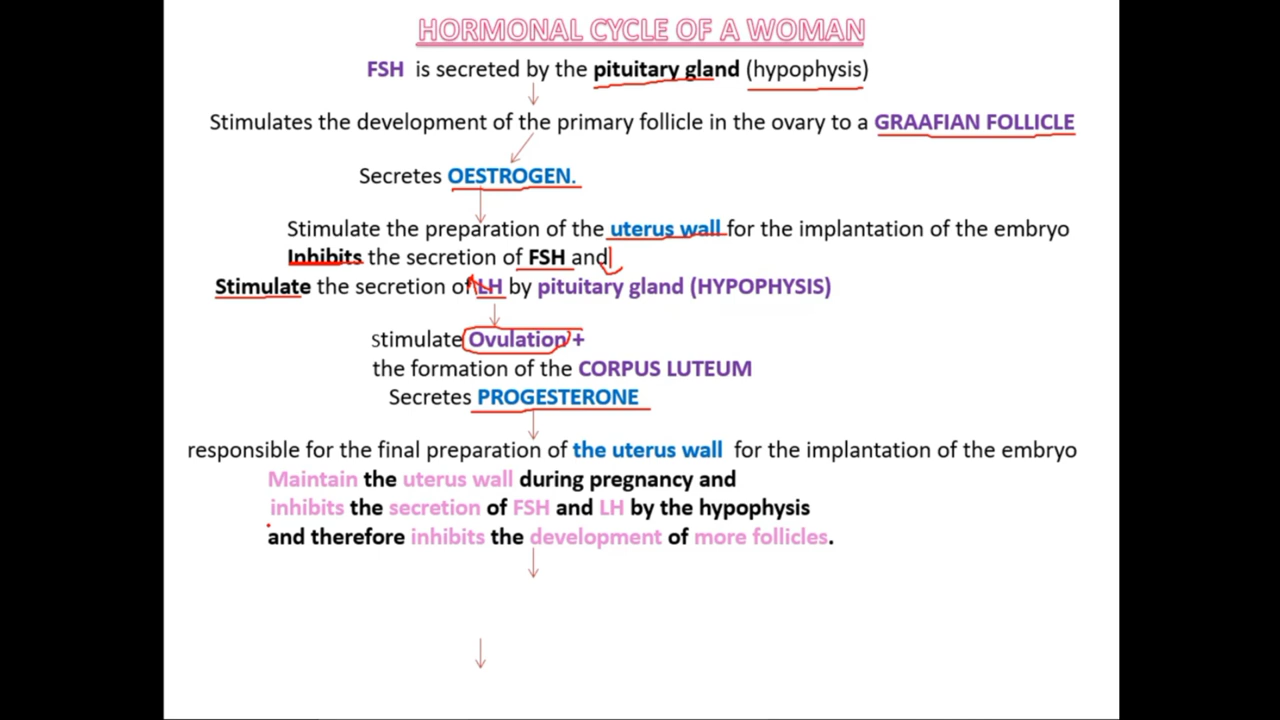 HORMONAL CYCLE OF A WOMAN
FSH is secreted by the pituitary gland (hypophysis)
Stimulates the development of the primary follicle in the ovary to a GRAAFIAN FOLLICLE
Secretes OESTROGEN.
Stimulate the preparation of the uterus wall for the implantation of the embryo
Inhibits the secretion of FSH and
Stimulate the secretion of LH by pituitary gland (HYPOPHYSIS)
stimulate Ovulation +
the formation of the CORPUS LUTEUM
Secretes PROGESTERONE
responsible for the final preparation of the uterus wall for the implantation of the embryo
Maintain the uterus wall during pregnancy and
inhibits the secretion of FSH and LH by the hypophysis
and therefore inhibits the development of more follicles.